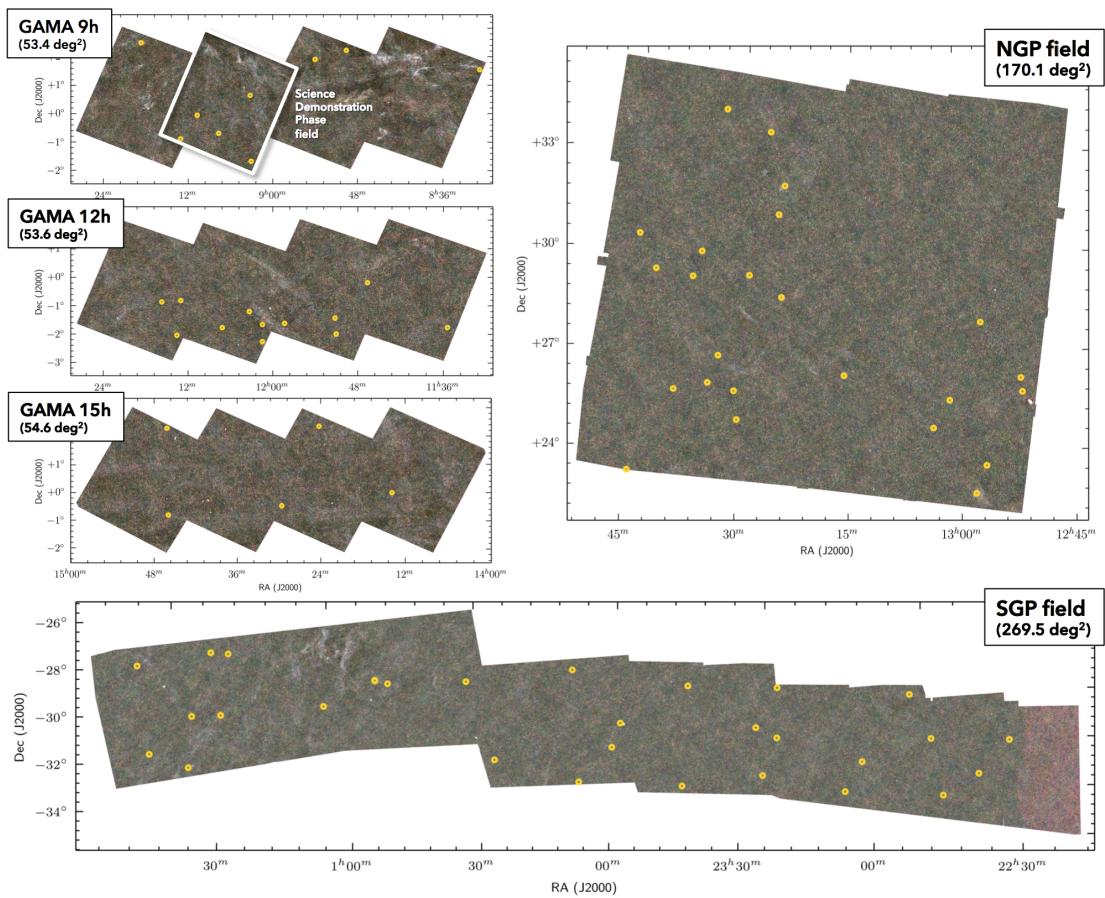 GAMA 9h
(53.4 deg²)
Science
Demonstration
Phase
field
Dec (J2000)
+1°
+0°
−1°
−2°
24ᵐ
12ᵐ
9ʰ00ᵐ
48ᵐ
8ʰ36ᵐ
GAMA 12h
(53.6 deg²)
Dec (J2000)
+1°
+0°
−1°
−2°
−3°
24ᵐ
12ᵐ
12ʰ00ᵐ
48ᵐ
11ʰ36ᵐ
GAMA 15h
(54.6 deg²)
Dec (J2000)
+1°
+0°
−1°
−2°
15ʰ00ᵐ
48ᵐ
36ᵐ
24ᵐ
12ᵐ
14ʰ00ᵐ
RA (J2000)
NGP field
(170.1 deg²)
Dec (J2000)
+33°
+30°
+27°
+24°
45ᵐ
30ᵐ
15ᵐ
13ʰ00ᵐ
12ʰ45ᵐ
RA (J2000)
SGP field
(269.5 deg²)
Dec (J2000)
−26°
−28°
−30°
−32°
−34°
30ᵐ
1ʰ00ᵐ
30ᵐ
00ᵐ
23ʰ30ᵐ
00ᵐ
22ʰ30ᵐ
RA (J2000)